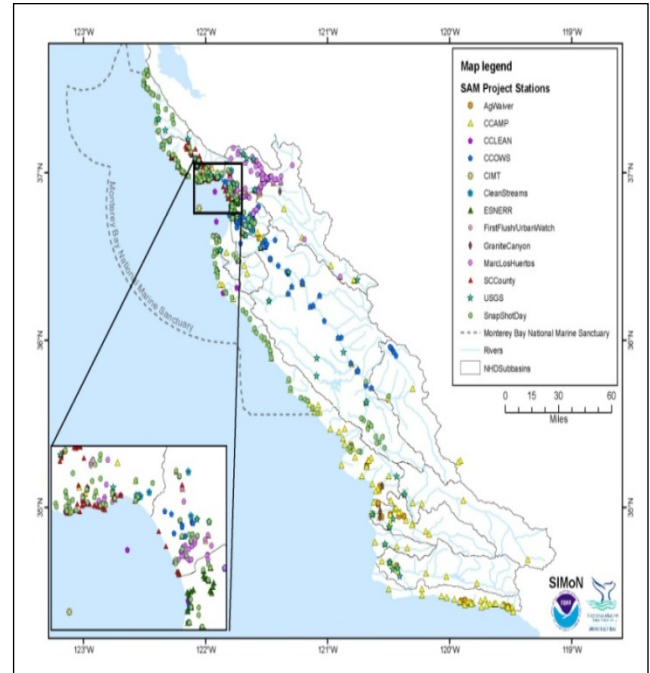 123°W 122°W 121°W 120°W 119°W
Map legend
SAM Project Stations
AgWaiver
CCAMP
CCLEAN
CCOWS
CIMT
CleanStreams
ESNERR
FirstFlush/UrbanWatch
GraniteCanyon
MarcLosHuertos
SCCounty
USGS
SnapShotDay
Monterey Bay National Marine Sanctuary
Rivers
NHDSubbasins
0 15 30 60
Miles
37°N
37°N
Monterey Bay National Marine Sanctuary
36°N
36°N
35°N
35°N
SIMoN
123°W 122°W 121°W 120°W 119°W